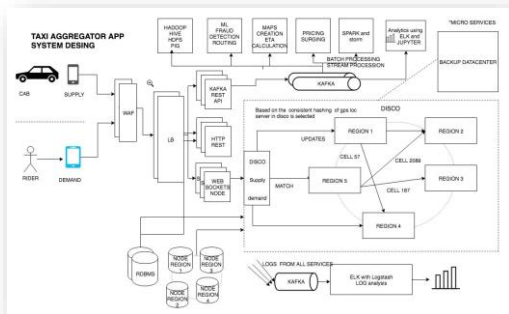 TAXI AGGREGATOR APP
SYSTEM DESING
HADOOP
HIVE
HDFS
PIG
ML
FRAUD
DETECTION
ROUTING
MAPS
CREATION
ETA
CALCULATION
PRICING
SURGING
SPARK and
storm
Analytics using
ELK and
JUPYTER
*MICRO SERVICES
BACKUP DATACENTER
BATCH PROCESSING
STREAM PROCESSION
KAFKA
CAB
SUPPLY
WAF
LB
KAFKA
REST
API
HTTP
REST
WEB
SOCKETS
NODE
RIDER
DEMAND
DISCO
Based on the consistent hashing of gps loc
server in disco is selected
UPDATES
MATCH
DISCO
Supply
demand
REGION 1
REGION 2
REGION 5
REGION 3
REGION 4
CELL 57
CELL 2086
CELL 187
RDBMS
NODE
REGION
1
NODE
REGION
NODE
REGION
NODE
REGION
LOGS FROM ALL SERVICES
KAFKA
ELK with Logstash
LOG analysis